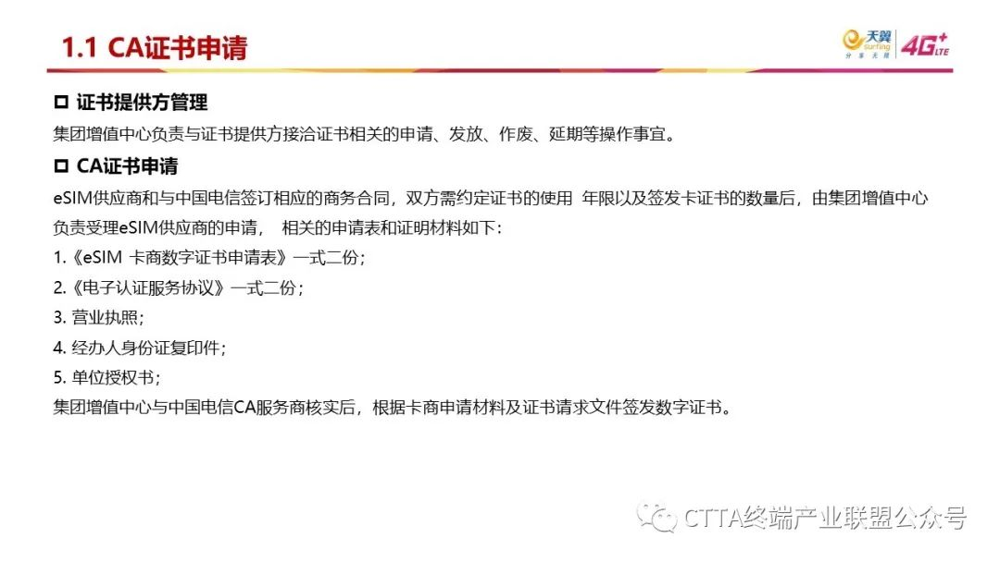 1.1 CA证书申请
天翼
surfing
分享无限
4G+
LTE
证书提供方管理
集团增值中心负责与证书提供方接洽证书相关的申请、发放、作废、延期等操作事宜。
CA证书申请
eSIM供应商和与中国电信签订相应的商务合同，双方需约定证书的使用 年限以及签发卡证书的数量后，由集团增值中心
负责受理eSIM供应商的申请， 相关的申请表和证明材料如下：
1.《eSIM 卡商数字证书申请表》一式二份；
2.《电子认证服务协议》一式二份；
3. 营业执照；
4. 经办人身份证复印件；
5. 单位授权书；
集团增值中心与中国电信CA服务商核实后，根据卡商申请材料及证书请求文件签发数字证书。
CTTA终端产业联盟公众号